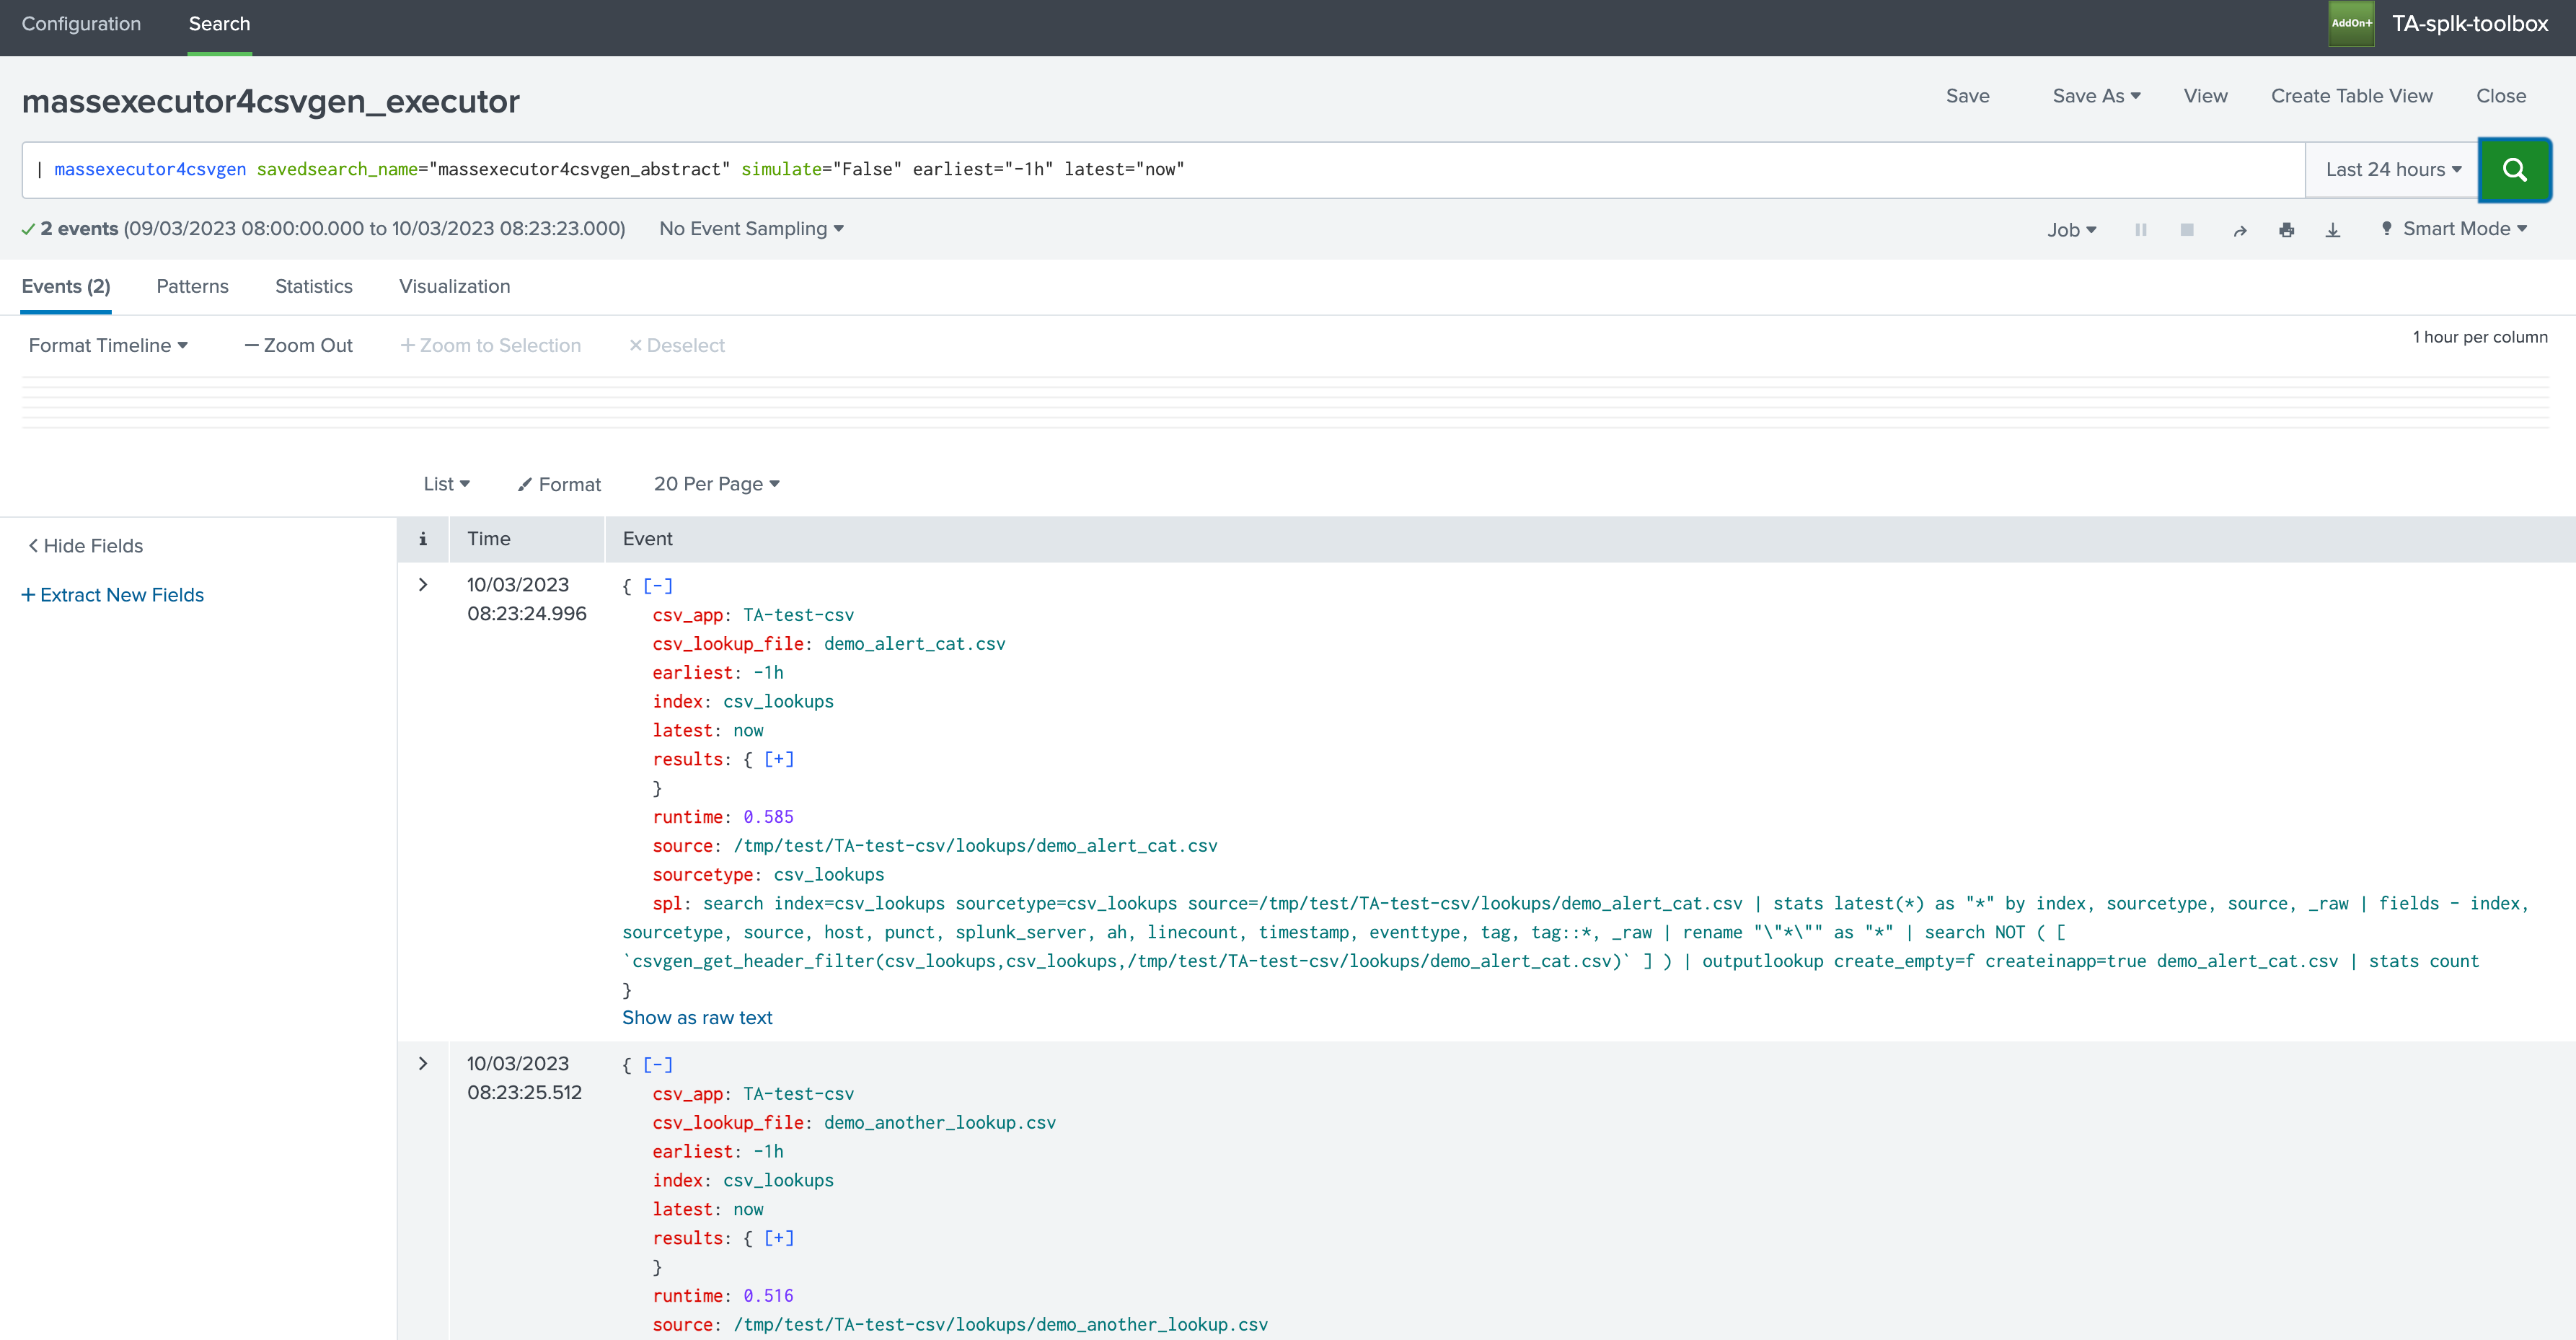 Configuration Search AddOn+ TA-splk-toolbox
massexecutor4csvgen_executor Save Save As View Create Table View Close
| massexecutor4csvgen savedsearch_name="massexecutor4csvgen_abstract" simulate="False" earliest="-1h" latest="now" Last 24 hours
2 events (09/03/2023 08:00:00.000 to 10/03/2023 08:23:23.000) No Event Sampling Job Smart Mode
Events (2) Patterns Statistics Visualization
Format Timeline — Zoom Out + Zoom to Selection × Deselect 1 hour per column
List Format 20 Per Page
< Hide Fields
+ Extract New Fields
i Time Event
> 10/03/2023 08:23:24.996
{ [-]
csv_app: TA-test-csv
csv_lookup_file: demo_alert_cat.csv
earliest: -1h
index: csv_lookups
latest: now
results: { [+]
}
runtime: 0.585
source: /tmp/test/TA-test-csv/lookups/demo_alert_cat.csv
sourcetype: csv_lookups
spl: search index=csv_lookups sourcetype=csv_lookups source=/tmp/test/TA-test-csv/lookups/demo_alert_cat.csv | stats latest(*) as "*" by index, sourcetype, source, _raw | fields - index,
sourcetype, source, host, punct, splunk_server, ah, linecount, timestamp, eventtype, tag, tag::*, _raw | rename "\"*\"" as "*" | search NOT ( [
`csvgen_get_header_filter(csv_lookups,csv_lookups,/tmp/test/TA-test-csv/lookups/demo_alert_cat.csv)` ] ) | outputlookup create_empty=f createinapp=true demo_alert_cat.csv | stats count
}
Show as raw text
> 10/03/2023 08:23:25.512
{ [-]
csv_app: TA-test-csv
csv_lookup_file: demo_another_lookup.csv
earliest: -1h
index: csv_lookups
latest: now
results: { [+]
}
runtime: 0.516
source: /tmp/test/TA-test-csv/lookups/demo_another_lookup.csv